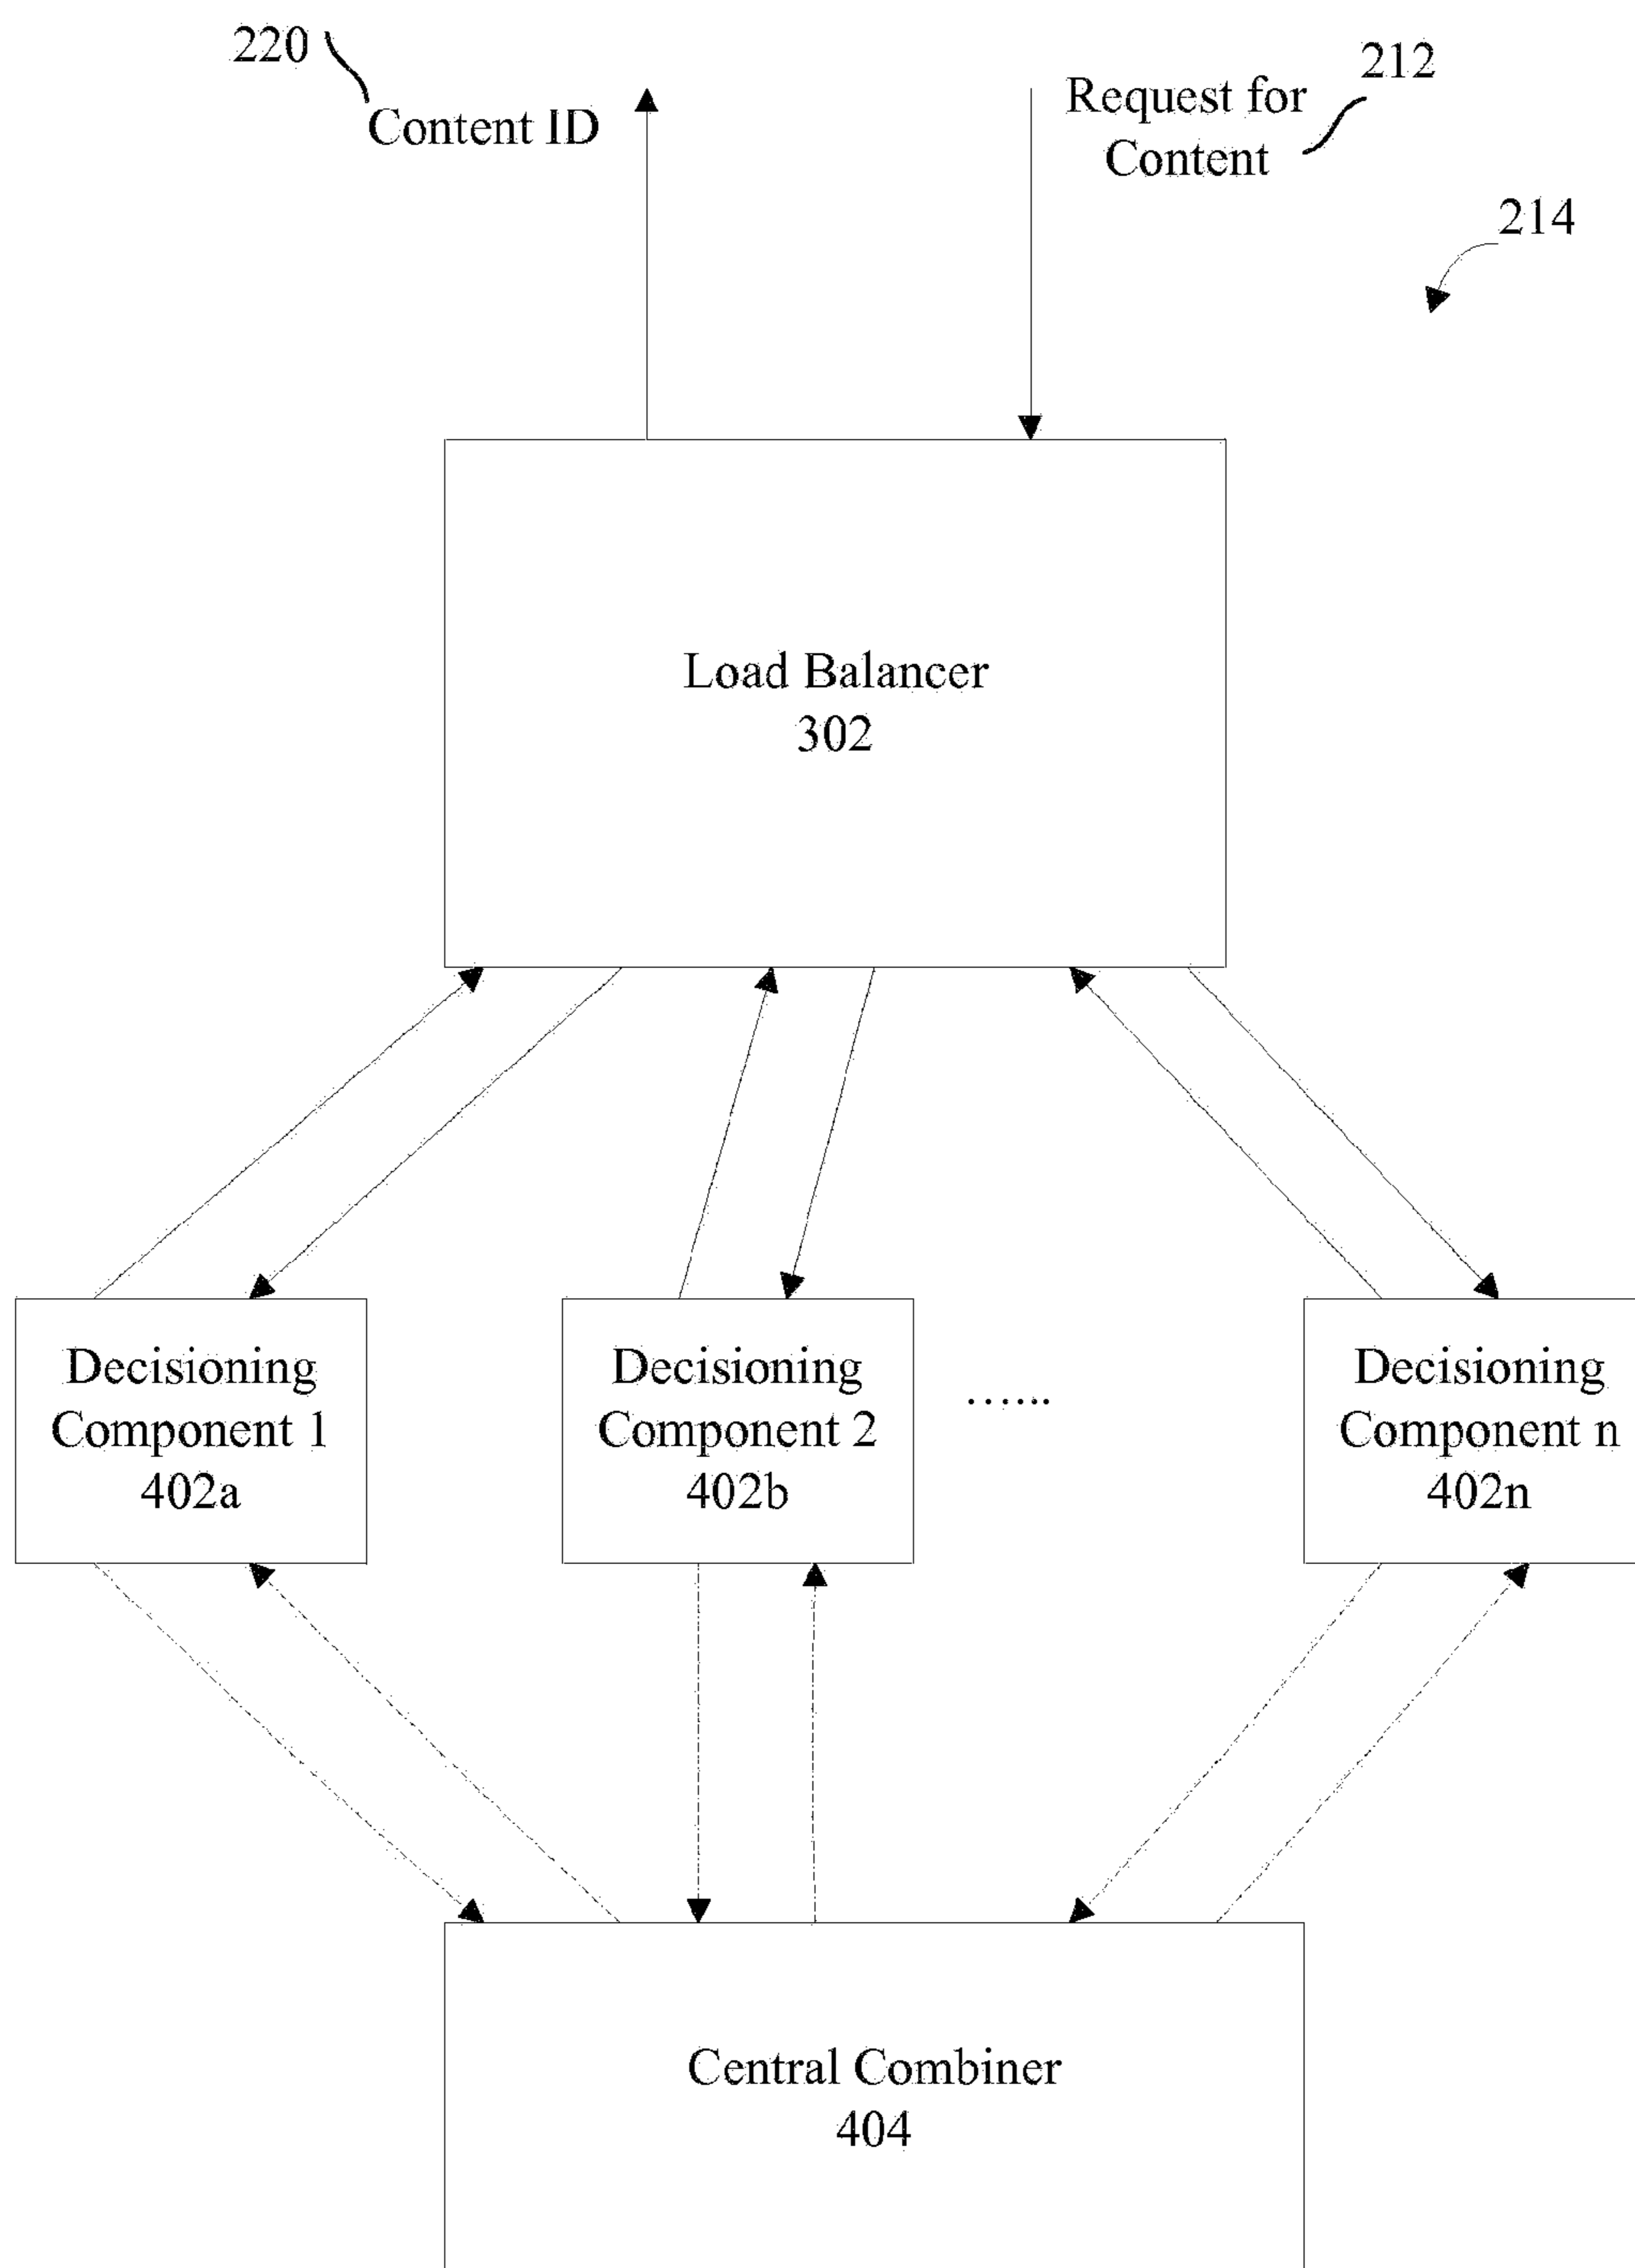 220
Content ID
212
Request for
Content
214
Load Balancer
302
Decisioning
Component 1
402a
Decisioning
Component 2
402b
......
Decisioning
Component n
402n
Central Combiner
404